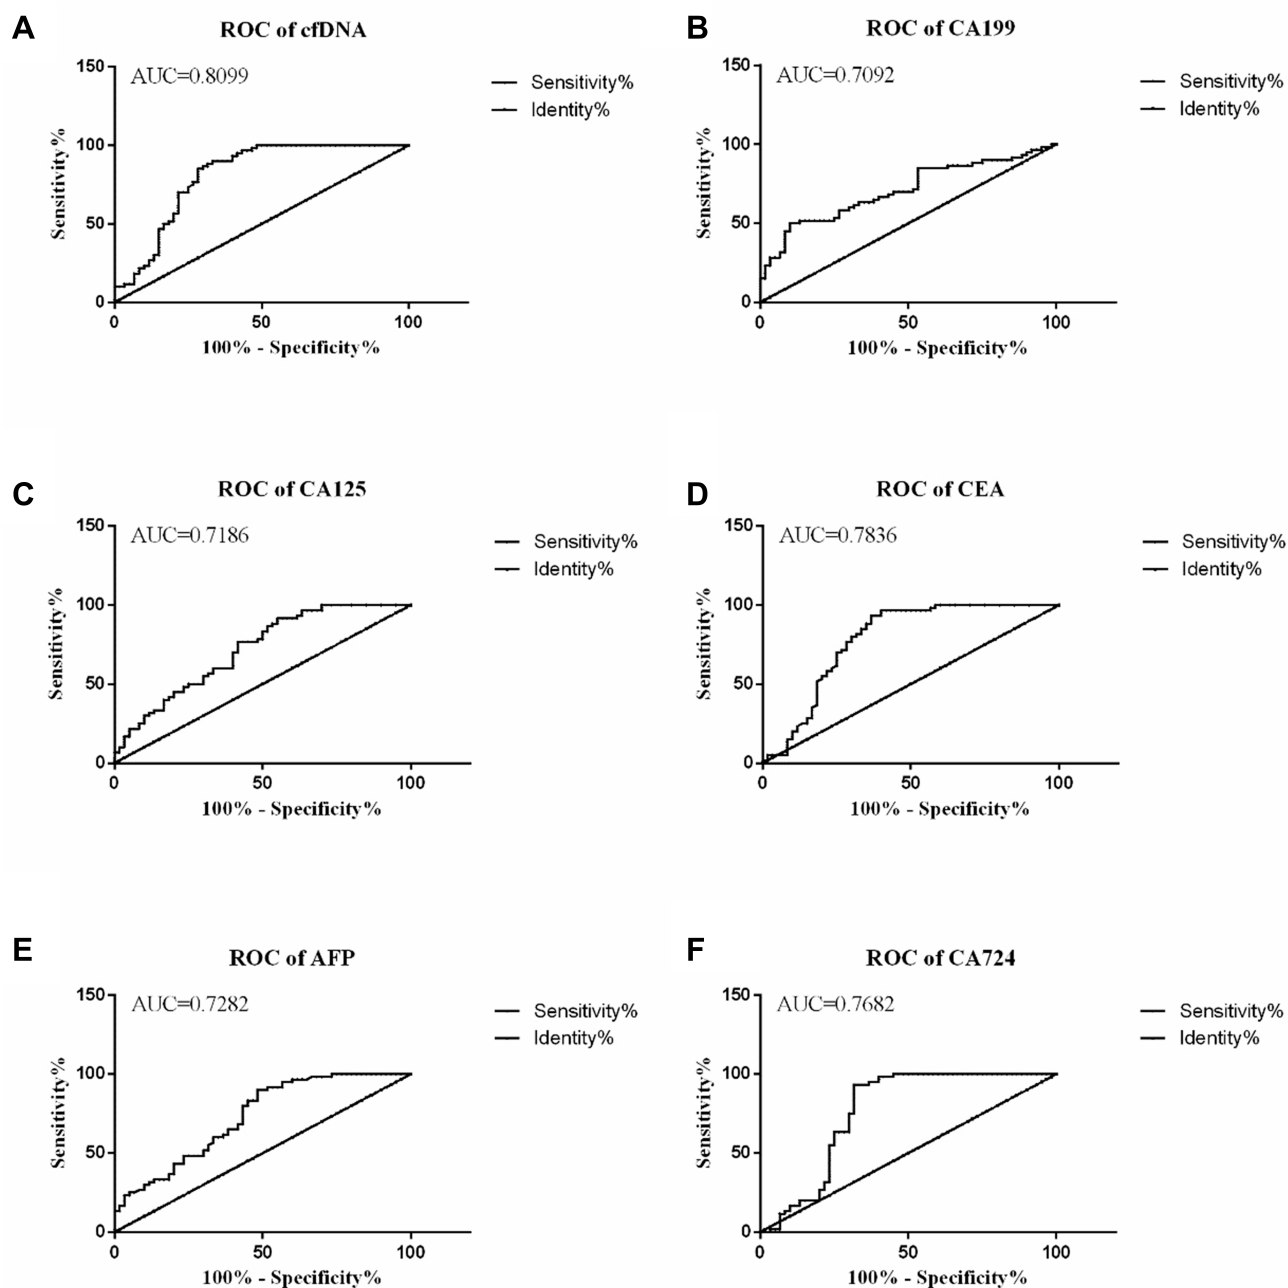 A
ROC of cfDNA
AUC=0.8099
Sensitivity%
Identity%
150
100
50
0
Sensitivity%
0 50 100
100% - Specificity%
B
ROC of CA199
AUC=0.7092
Sensitivity%
Identity%
150
100
50
0
Sensitivity%
0 50 100
100% - Specificity%
C
ROC of CA125
AUC=0.7186
Sensitivity%
Identity%
150
100
50
0
Sensitivity%
0 50 100
100% - Specificity%
D
ROC of CEA
AUC=0.7836
Sensitivity%
Identity%
150
100
50
0
Sensitivity%
0 50 100
100% - Specificity%
E
ROC of AFP
AUC=0.7282
Sensitivity%
Identity%
150
100
50
0
Sensitivity%
0 50 100
100% - Specificity%
F
ROC of CA724
AUC=0.7682
Sensitivity%
Identity%
150
100
50
0
Sensitivity%
0 50 100
100% - Specificity%